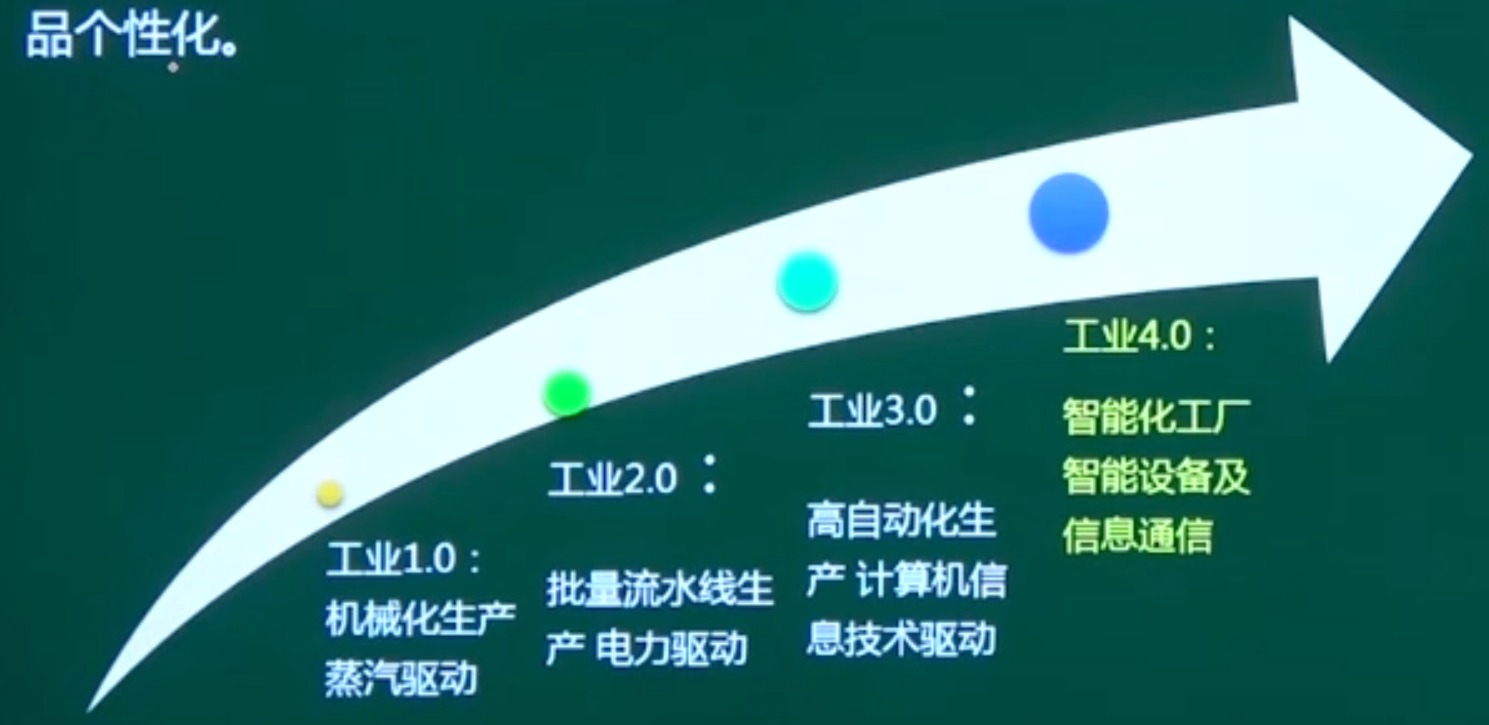 品个性化。
工业1.0：
机械化生产
蒸汽驱动
工业2.0：
批量流水线生
产 电力驱动
工业3.0：
高自动化生
产 计算机信
息技术驱动
工业4.0：
智能化工厂
智能设备及
信息通信